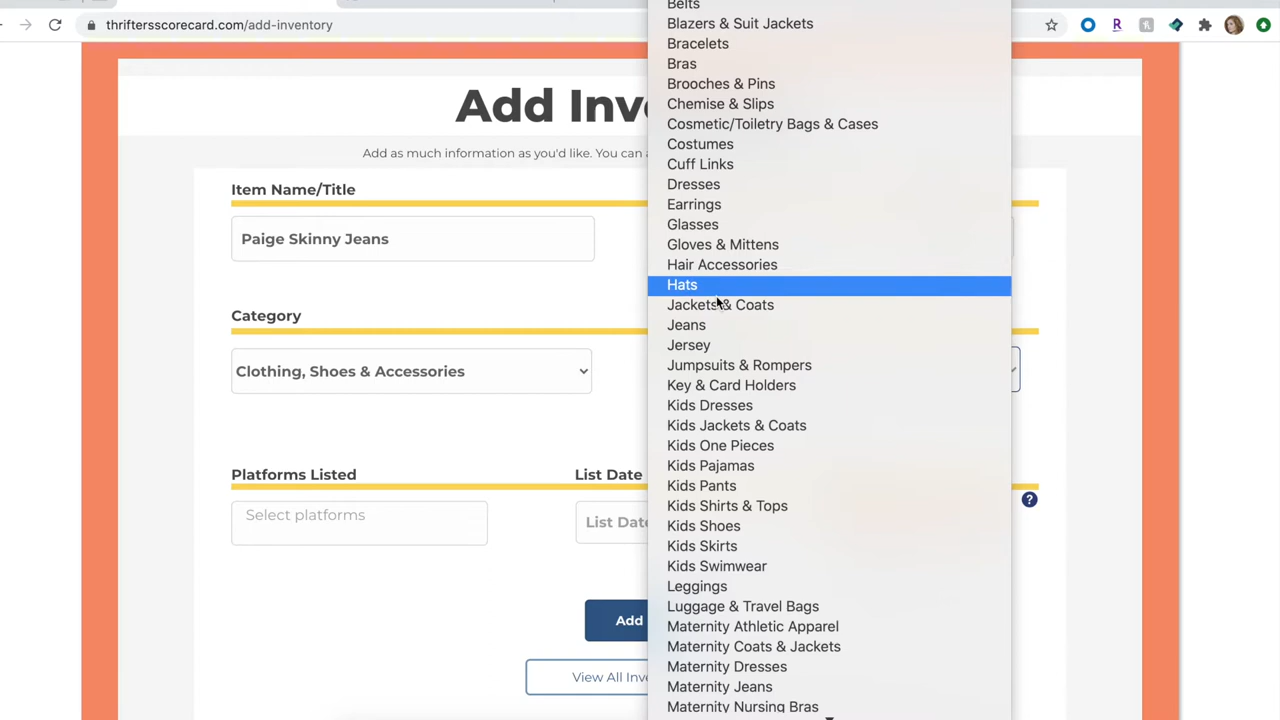 thriftersscorecard.com/add-inventory
Add Inv
Add as much information as you'd like. You can a
Item Name/Title
Paige Skinny Jeans
Category
Clothing, Shoes & Accessories
Platforms Listed
List Date
Select platforms
List Date
?
Add
View All Inv
Belts
Blazers & Suit Jackets
Bracelets
Bras
Brooches & Pins
Chemise & Slips
Cosmetic/Toiletry Bags & Cases
Costumes
Cuff Links
Dresses
Earrings
Glasses
Gloves & Mittens
Hair Accessories
Hats
Jackets & Coats
Jeans
Jersey
Jumpsuits & Rompers
Key & Card Holders
Kids Dresses
Kids Jackets & Coats
Kids One Pieces
Kids Pajamas
Kids Pants
Kids Shirts & Tops
Kids Shoes
Kids Skirts
Kids Swimwear
Leggings
Luggage & Travel Bags
Maternity Athletic Apparel
Maternity Coats & Jackets
Maternity Dresses
Maternity Jeans
Maternity Nursing Bras